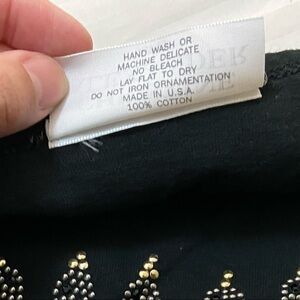 HAND WASH OR
MACHINE DELICATE
NO BLEACH
LAY FLAT TO DRY
DO NOT IRON ORNAMENTATION
MADE IN U.S.A.
100% COTTON